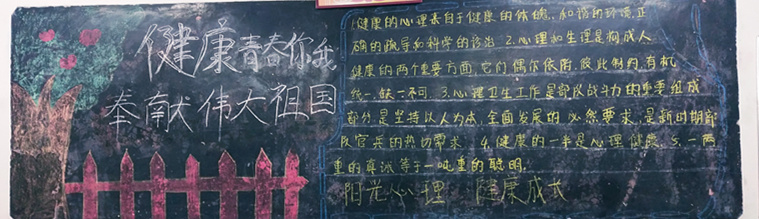 健康青春你我
奉献伟大祖国
1.健康的心理表自于健康的体魄,和谐的环境,正
确的教导和科学的诊治 2.心理和生理是构成人
健康的两个重要方面,它们偶尔依附,彼此制约,有机
统一,缺一不可.3.心理卫生工作是部队战斗力的重要组成
部分,是坚持以人为本,全面发展的必然要求,是新时期部
队官兵的热切需求.4.健康的一半是心理健康.5.一两
重的真诚等于一吨重的聪明.
阳光心理 健康成长